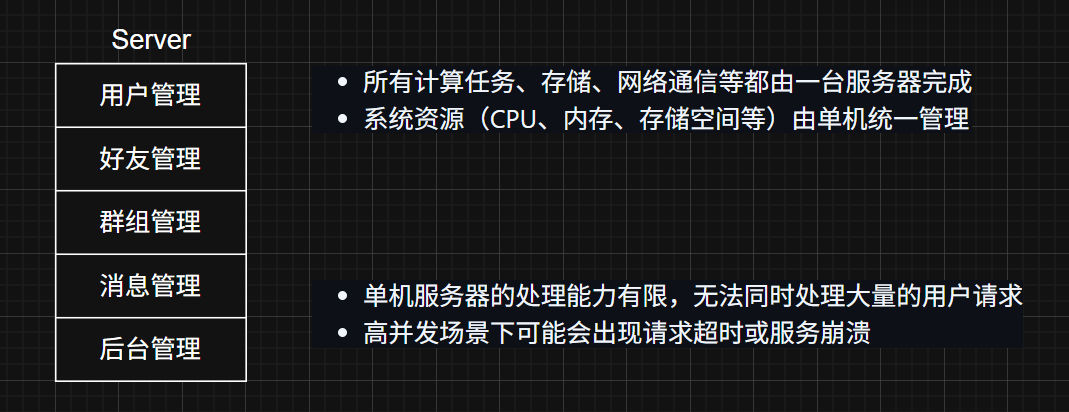 Server
用户管理
好友管理
群组管理
消息管理
后台管理
所有计算任务、存储、网络通信等都由一台服务器完成
系统资源（CPU、内存、存储空间等）由单机统一管理
单机服务器的处理能力有限，无法同时处理大量的用户请求
高并发场景下可能会出现请求超时或服务崩溃